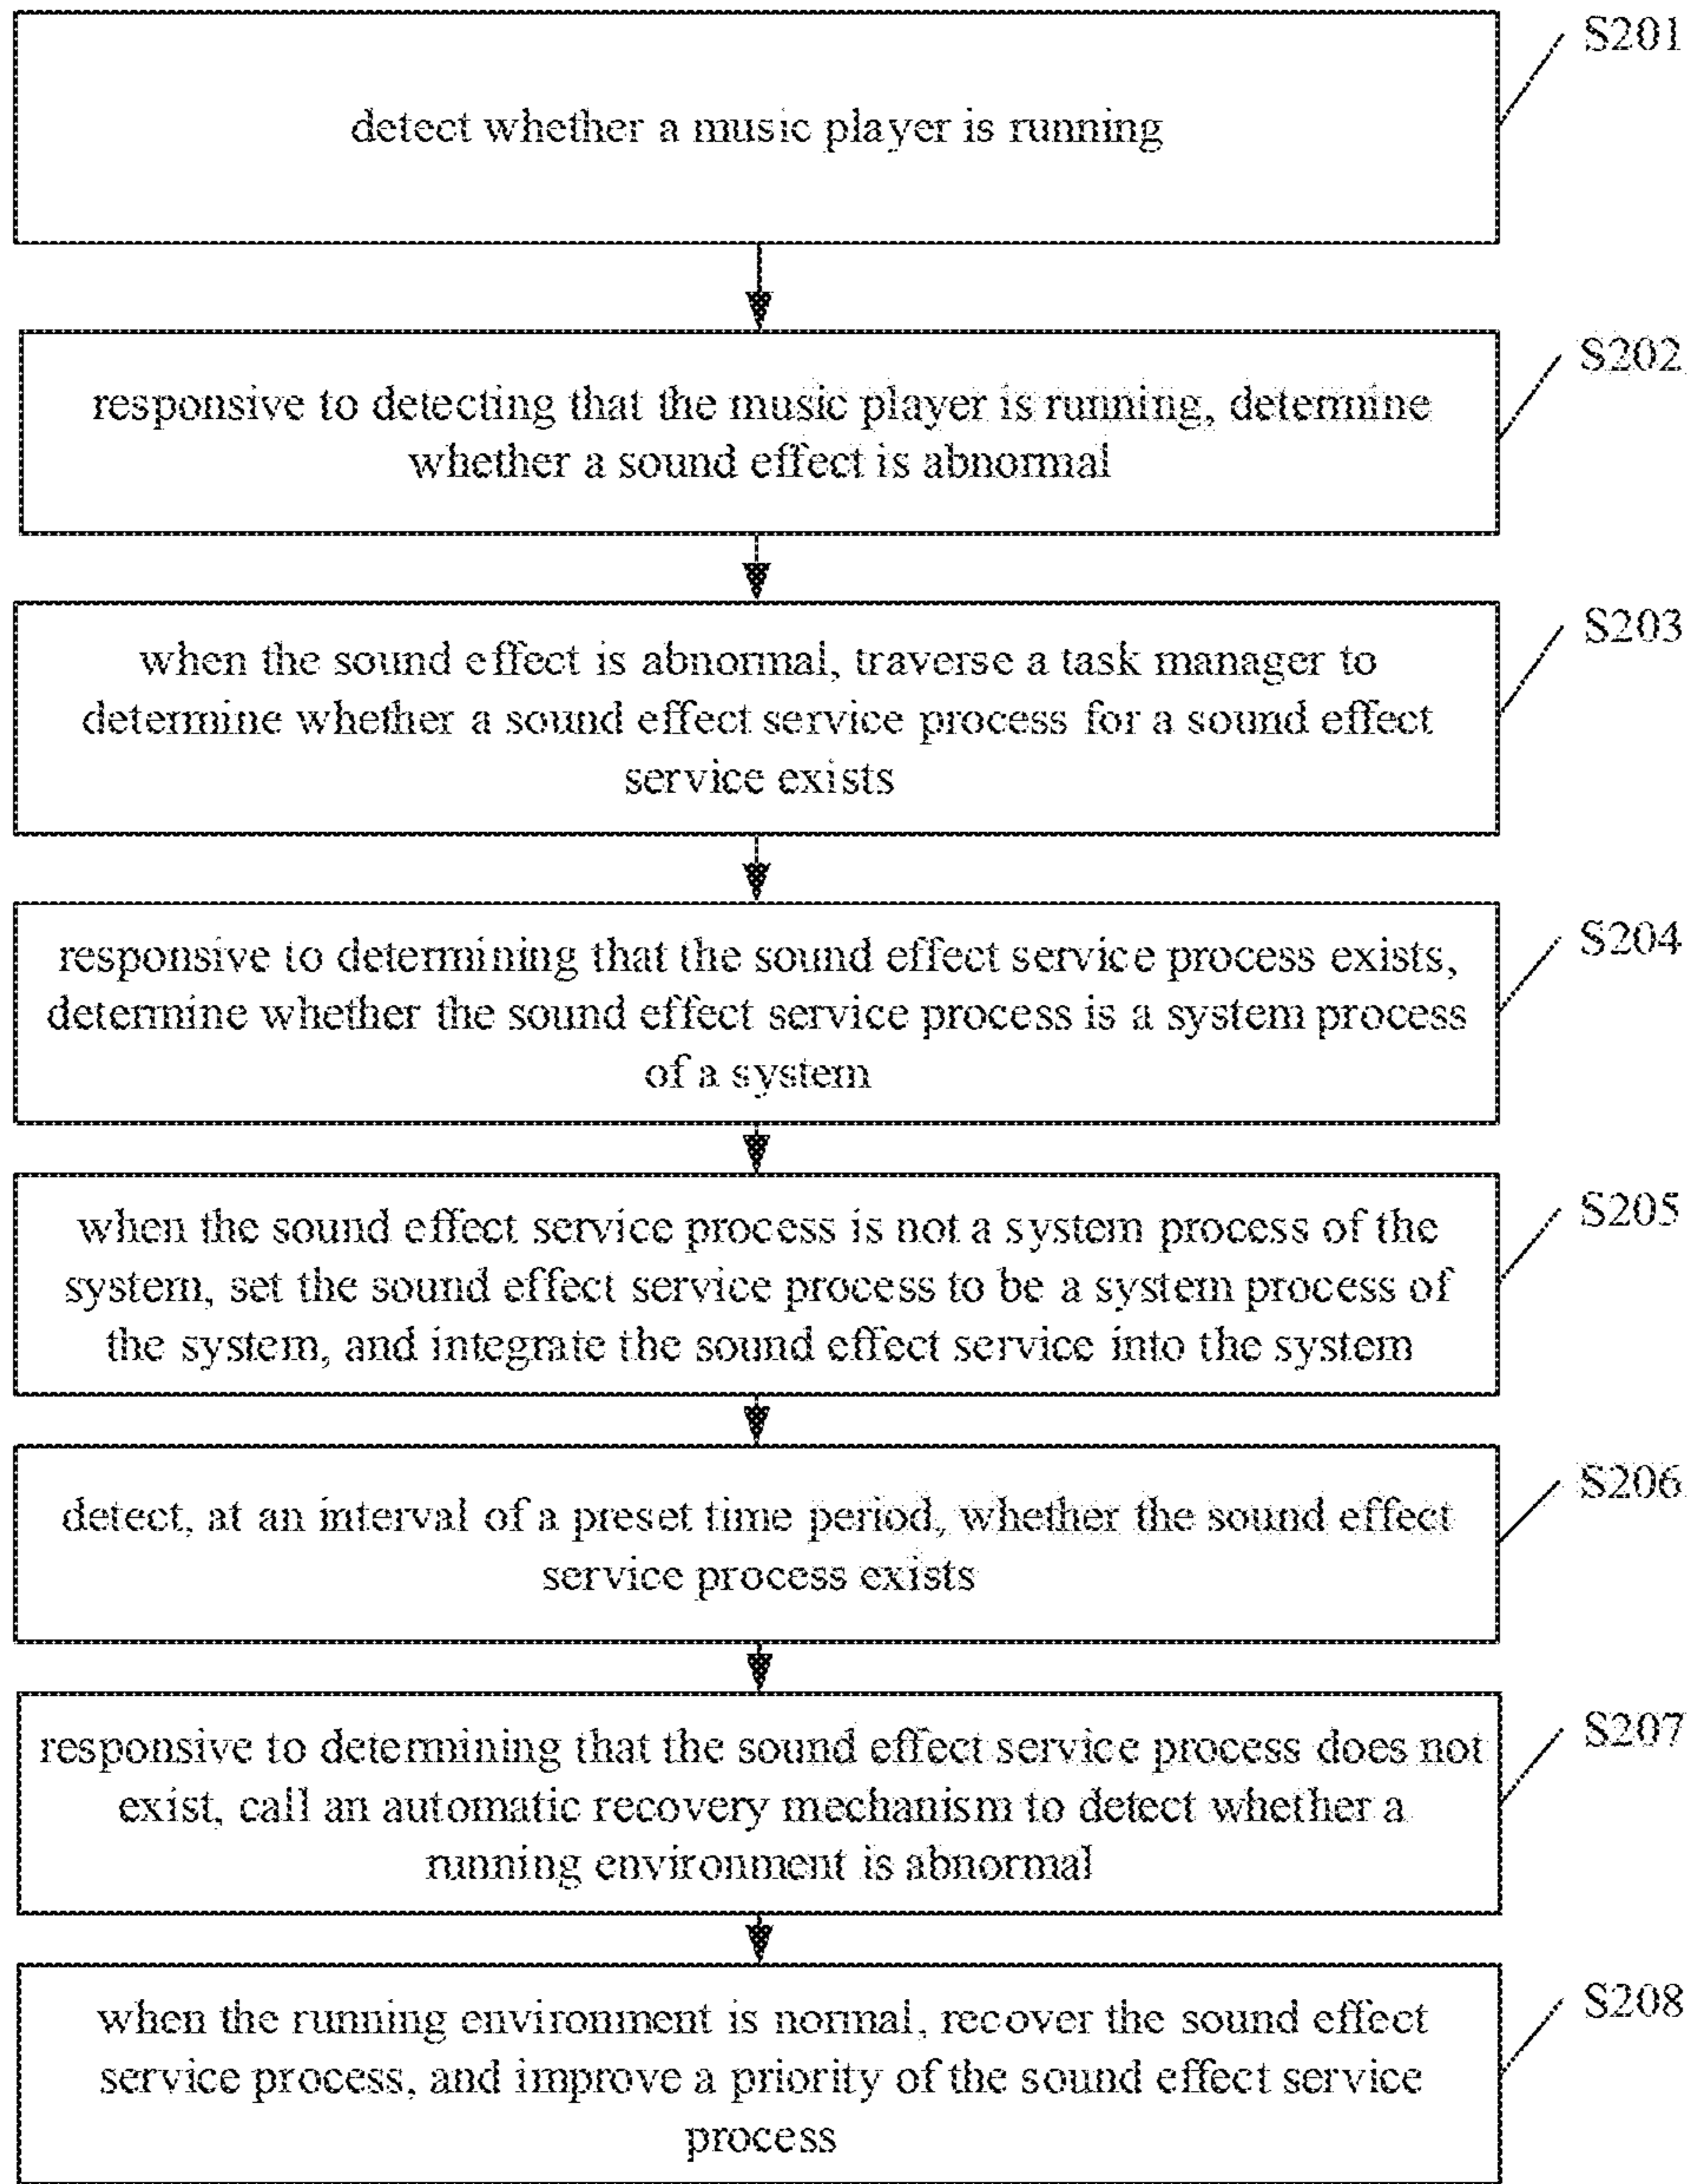 S201
detect whether a music player is running
S202
responsive to detecting that the music player is running, determine
whether a sound effect is abnormal
S203
when the sound effect is abnormal, traverse a task manager to
determine whether a sound effect service process for a sound effect
service exists
S204
responsive to determining that the sound effect service process exists,
determine whether the sound effect service process is a system process
of a system
S205
when the sound effect service process is not a system process of the
system, set the sound effect service process to be a system process of
the system, and integrate the sound effect service into the system
S206
detect, at an interval of a preset time period, whether the sound effect
service process exists
S207
responsive to determining that the sound effect service process does not
exist, call an automatic recovery mechanism to detect whether a
running environment is abnormal
S208
when the running environment is normal, recover the sound effect
service process, and improve a priority of the sound effect service
process